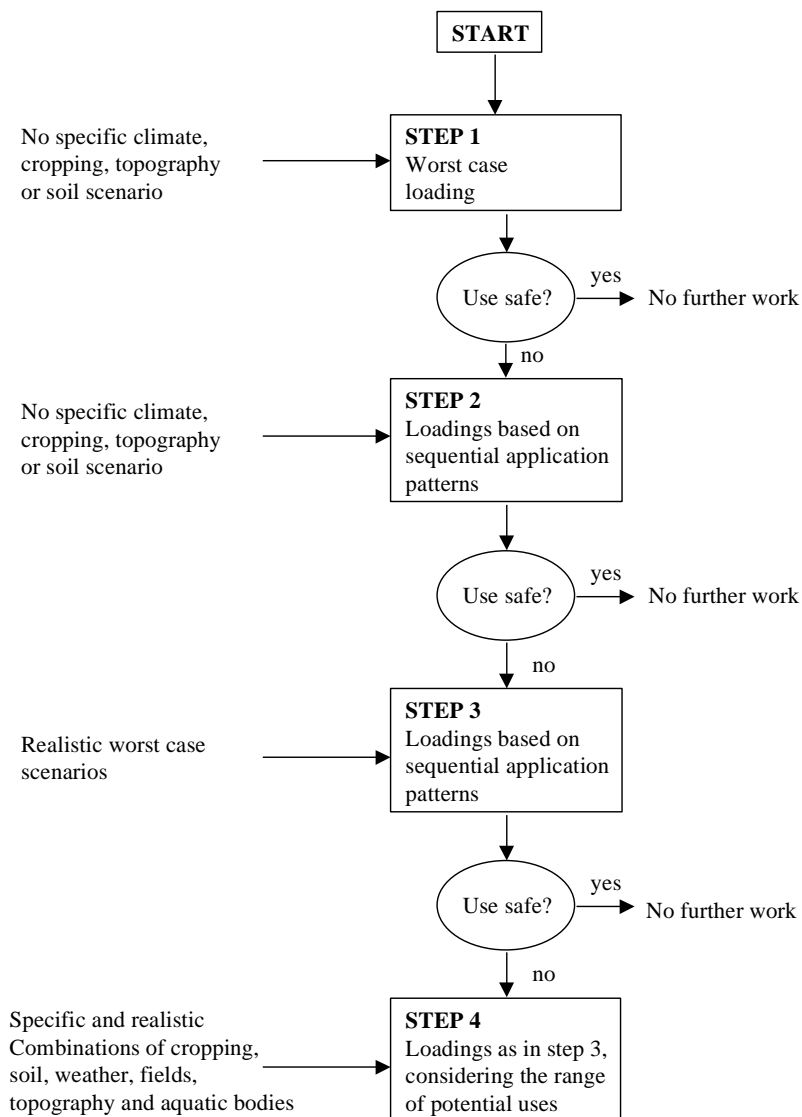 START
No specific climate,
cropping, topography
or soil scenario
STEP 1
Worst case
loading
Use safe?
yes
No further work
no
No specific climate,
cropping, topography
or soil scenario
STEP 2
Loadings based on
sequential application
patterns
Use safe?
yes
No further work
no
Realistic worst case
scenarios
STEP 3
Loadings based on
sequential application
patterns
Use safe?
yes
No further work
no
Specific and realistic
Combinations of cropping,
soil, weather, fields,
topography and aquatic bodies
STEP 4
Loadings as in step 3,
considering the range
of potential uses